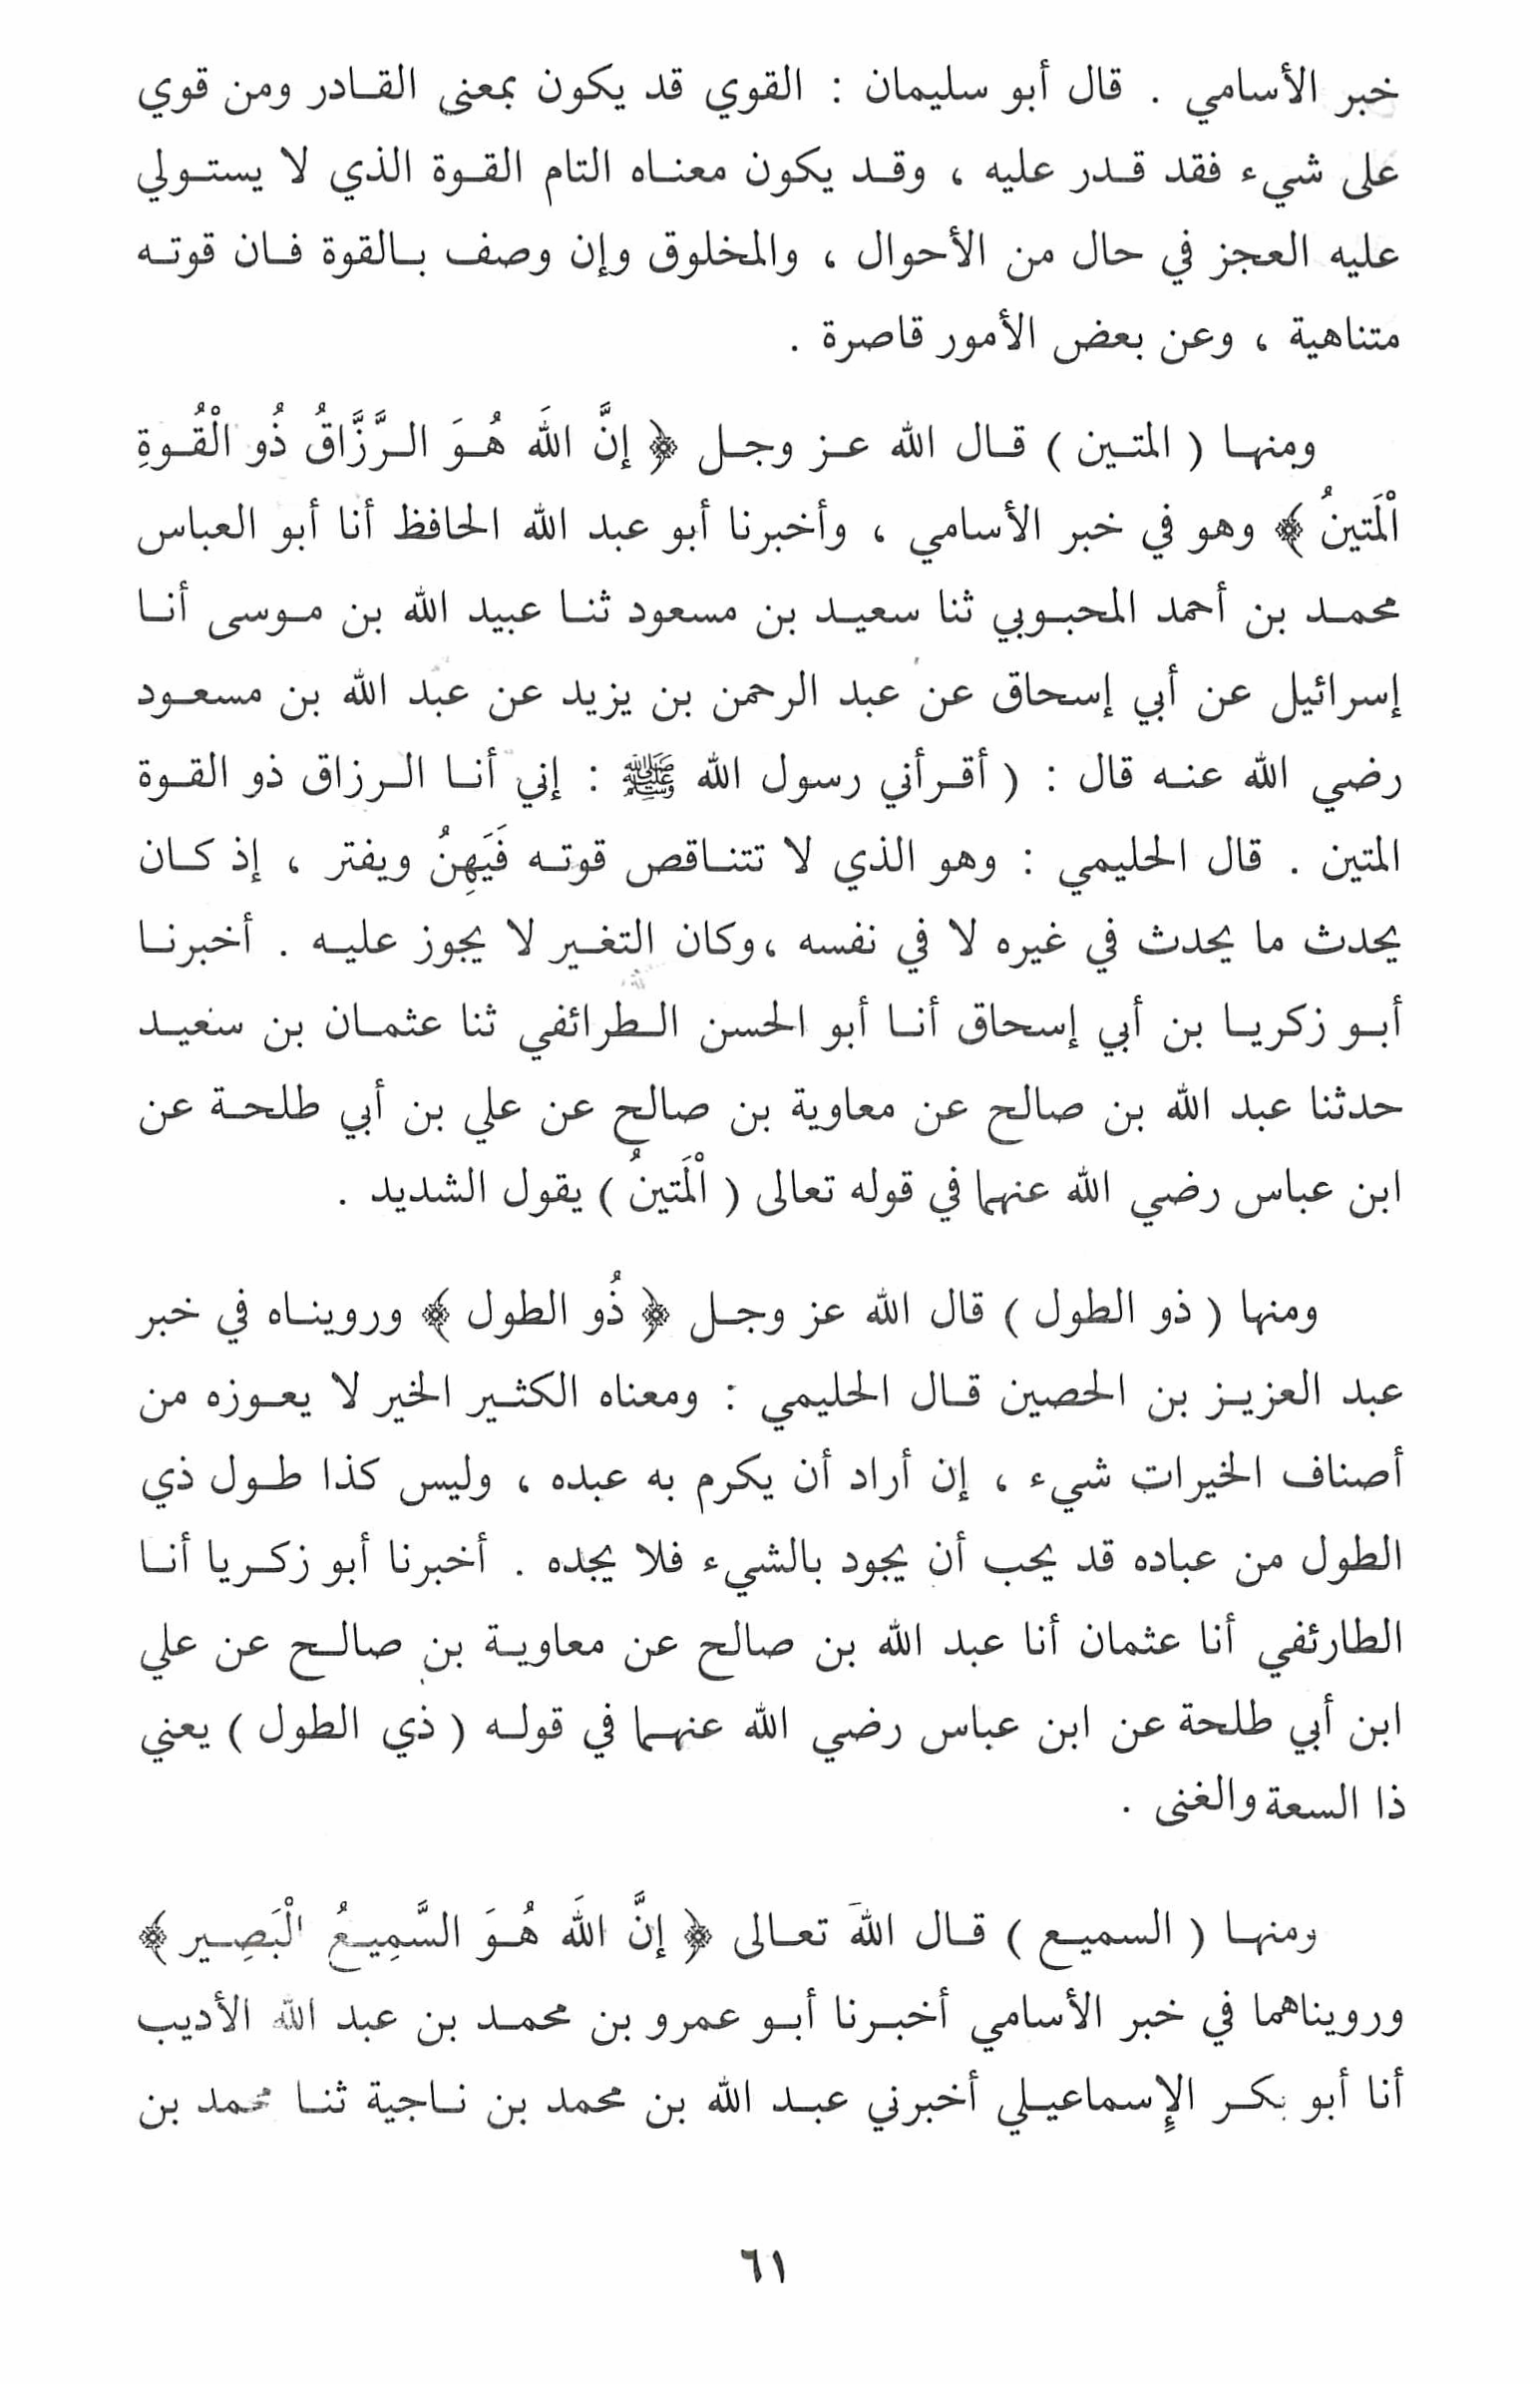 خبر الأسامي . قال أبو سليمان : القوي قد يكون بمعنى القادر ومن قوي
على شيء فقد قدر عليه ، وقد يكون معناه التام القوة الذي لا يستولي
عليه العجز في حال من الأحوال ، والمخلوق وإن وصف بالقوة فان قوته
متناهية ، وعن بعض الأمور قاصرة .
ومنها ( المتين ) قال الله عز وجل ﴿ إنَّ اللَه هُوَ الرَّزَّاقُ ذُو الْقُوةِ
اْلمَتينُ ﴾ وهو في خبر الأسامي ، وأخبرنا أبو عبد الله الحافظ أنا أبو العباس
محمد بن أحمد المحبوبي ثنا سعيد بن مسعود ثنا عبيد الله بن موسى أنا
إسرائيل عن أبي إسحاق عن عبد الرحمن بن يزيد عن عبد الله بن مسعود
رضي الله عنه قال : ( أقرأني رسول الله ﷺ : إني أنا الرزاق ذو القوة
المتين . قال الحليمي : وهو الذي لا تتناقص قوته فَيَهِنُ ويفتر ، إذ كان
يحدث ما يحدث في غيره لا في نفسه ، وكان التغير لا يجوز عليه . أخبرنا
أبو زكريا بن أبي إسحاق أنا أبو الحسن الطرائفي ثنا عثمان بن سعيد
حدثنا عبد الله بن صالح عن معاوية بن صالح عن علي بن أبي طلحة عن
ابن عباس رضي الله عنهما في قوله تعالى ( اْلمَتينُ ) يقول الشديد .
ومنها ( ذو الطول ) قال الله عز وجل ﴿ ذُو الطول ﴾ ورويناه في خبر
عبد العزيز بن الحصين قال الحليمي : ومعناه الكثير الخير لا يعوزه من
أصناف الخيرات شيء ، إن أراد أن يكرم به عبده ، وليس كذا طول ذي
الطول من عباده قد يحب أن يجود بالشيء فلا يجده . أخبرنا أبو زكريا أنا
الطارئفي أنا عثمان أنا عبد الله بن صالح عن معاوية بن صالح عن علي
ابن أبي طلحة عن ابن عباس رضي الله عنهما في قوله ( ذي الطول ) يعني
ذا السعة والغنى .
ومنها ( السميع ) قال الله تعالى ﴿ إنَّ اللَه هُوَ السَّمِيعُ الْبَصِير ﴾
ورويناهما في خبر الأسامي أخبرنا أبو عمرو بن محمد بن عبد الله الأديب
أنا أبو بكر الإسماعيلي أخبرني عبد الله بن محمد بن ناجية ثنا محمد بن
٦١